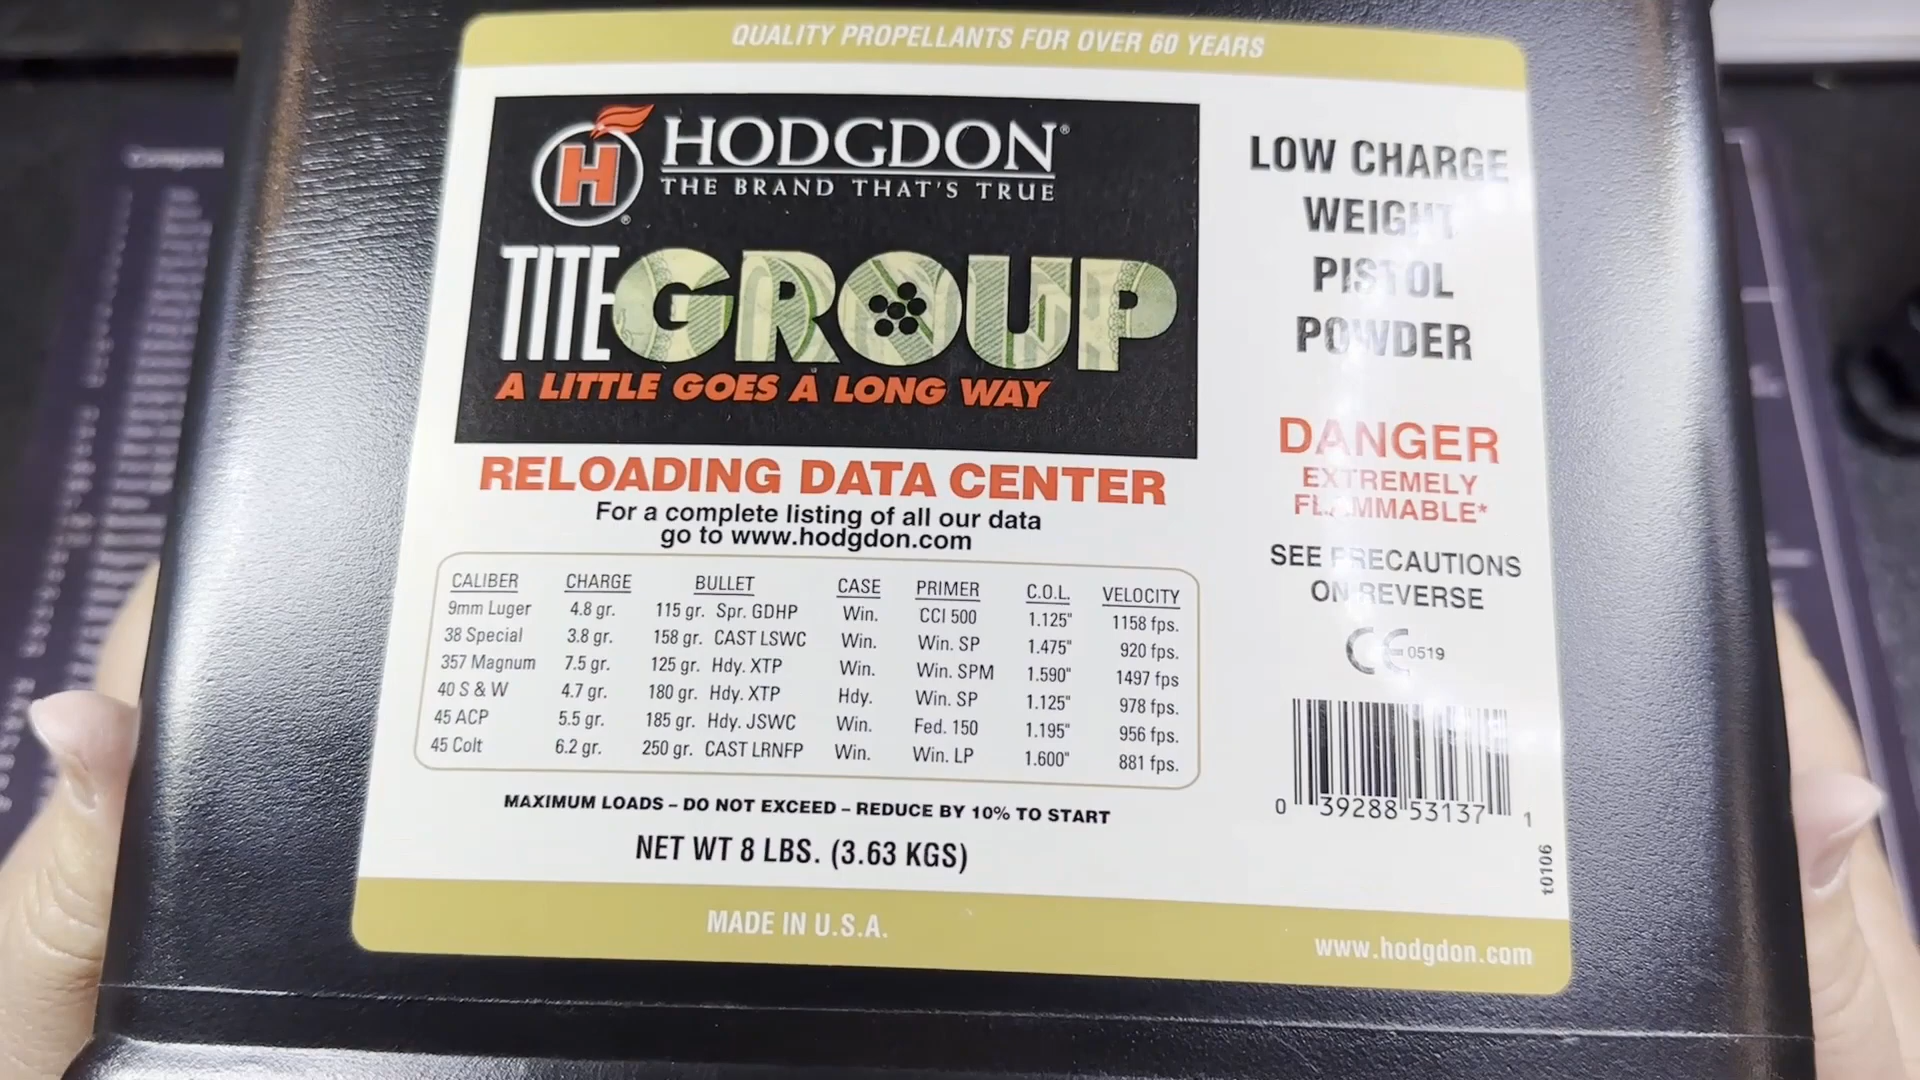 QUALITY PROPELLANTS FOR OVER 60 YEARS
H
®
HODGDON®
THE BRAND THAT'S TRUE
TITEGROUP
A LITTLE GOES A LONG WAY
RELOADING DATA CENTER
For a complete listing of all our data
go to www.hodgdon.com
CALIBER CHARGE BULLET CASE PRIMER C.O.L. VELOCITY
9mm Luger 4.8 gr. 115 gr. Spr. GDHP Win. CCI 500 1.125" 1158 fps.
38 Special 3.8 gr. 158 gr. CAST LSWC Win. Win. SP 1.475" 920 fps.
357 Magnum 7.5 gr. 125 gr. Hdy. XTP Win. Win. SPM 1.590" 1497 fps
40 S & W 4.7 gr. 180 gr. Hdy. XTP Hdy. Win. SP 1.125" 978 fps.
45 ACP 5.5 gr. 185 gr. Hdy. JSWC Win. Fed. 150 1.195" 956 fps.
45 Colt 6.2 gr. 250 gr. CAST LRNFP Win. Win. LP 1.600" 881 fps.
MAXIMUM LOADS – DO NOT EXCEED – REDUCE BY 10% TO START
NET WT 8 LBS. (3.63 KGS)
MADE IN U.S.A.
LOW CHARGE
WEIGHT
PISTOL
POWDER
DANGER
EXTREMELY
FLAMMABLE*
SEE PRECAUTIONS
ON REVERSE
CE 0519
0 39288 53137 1
t0106
www.hodgdon.com